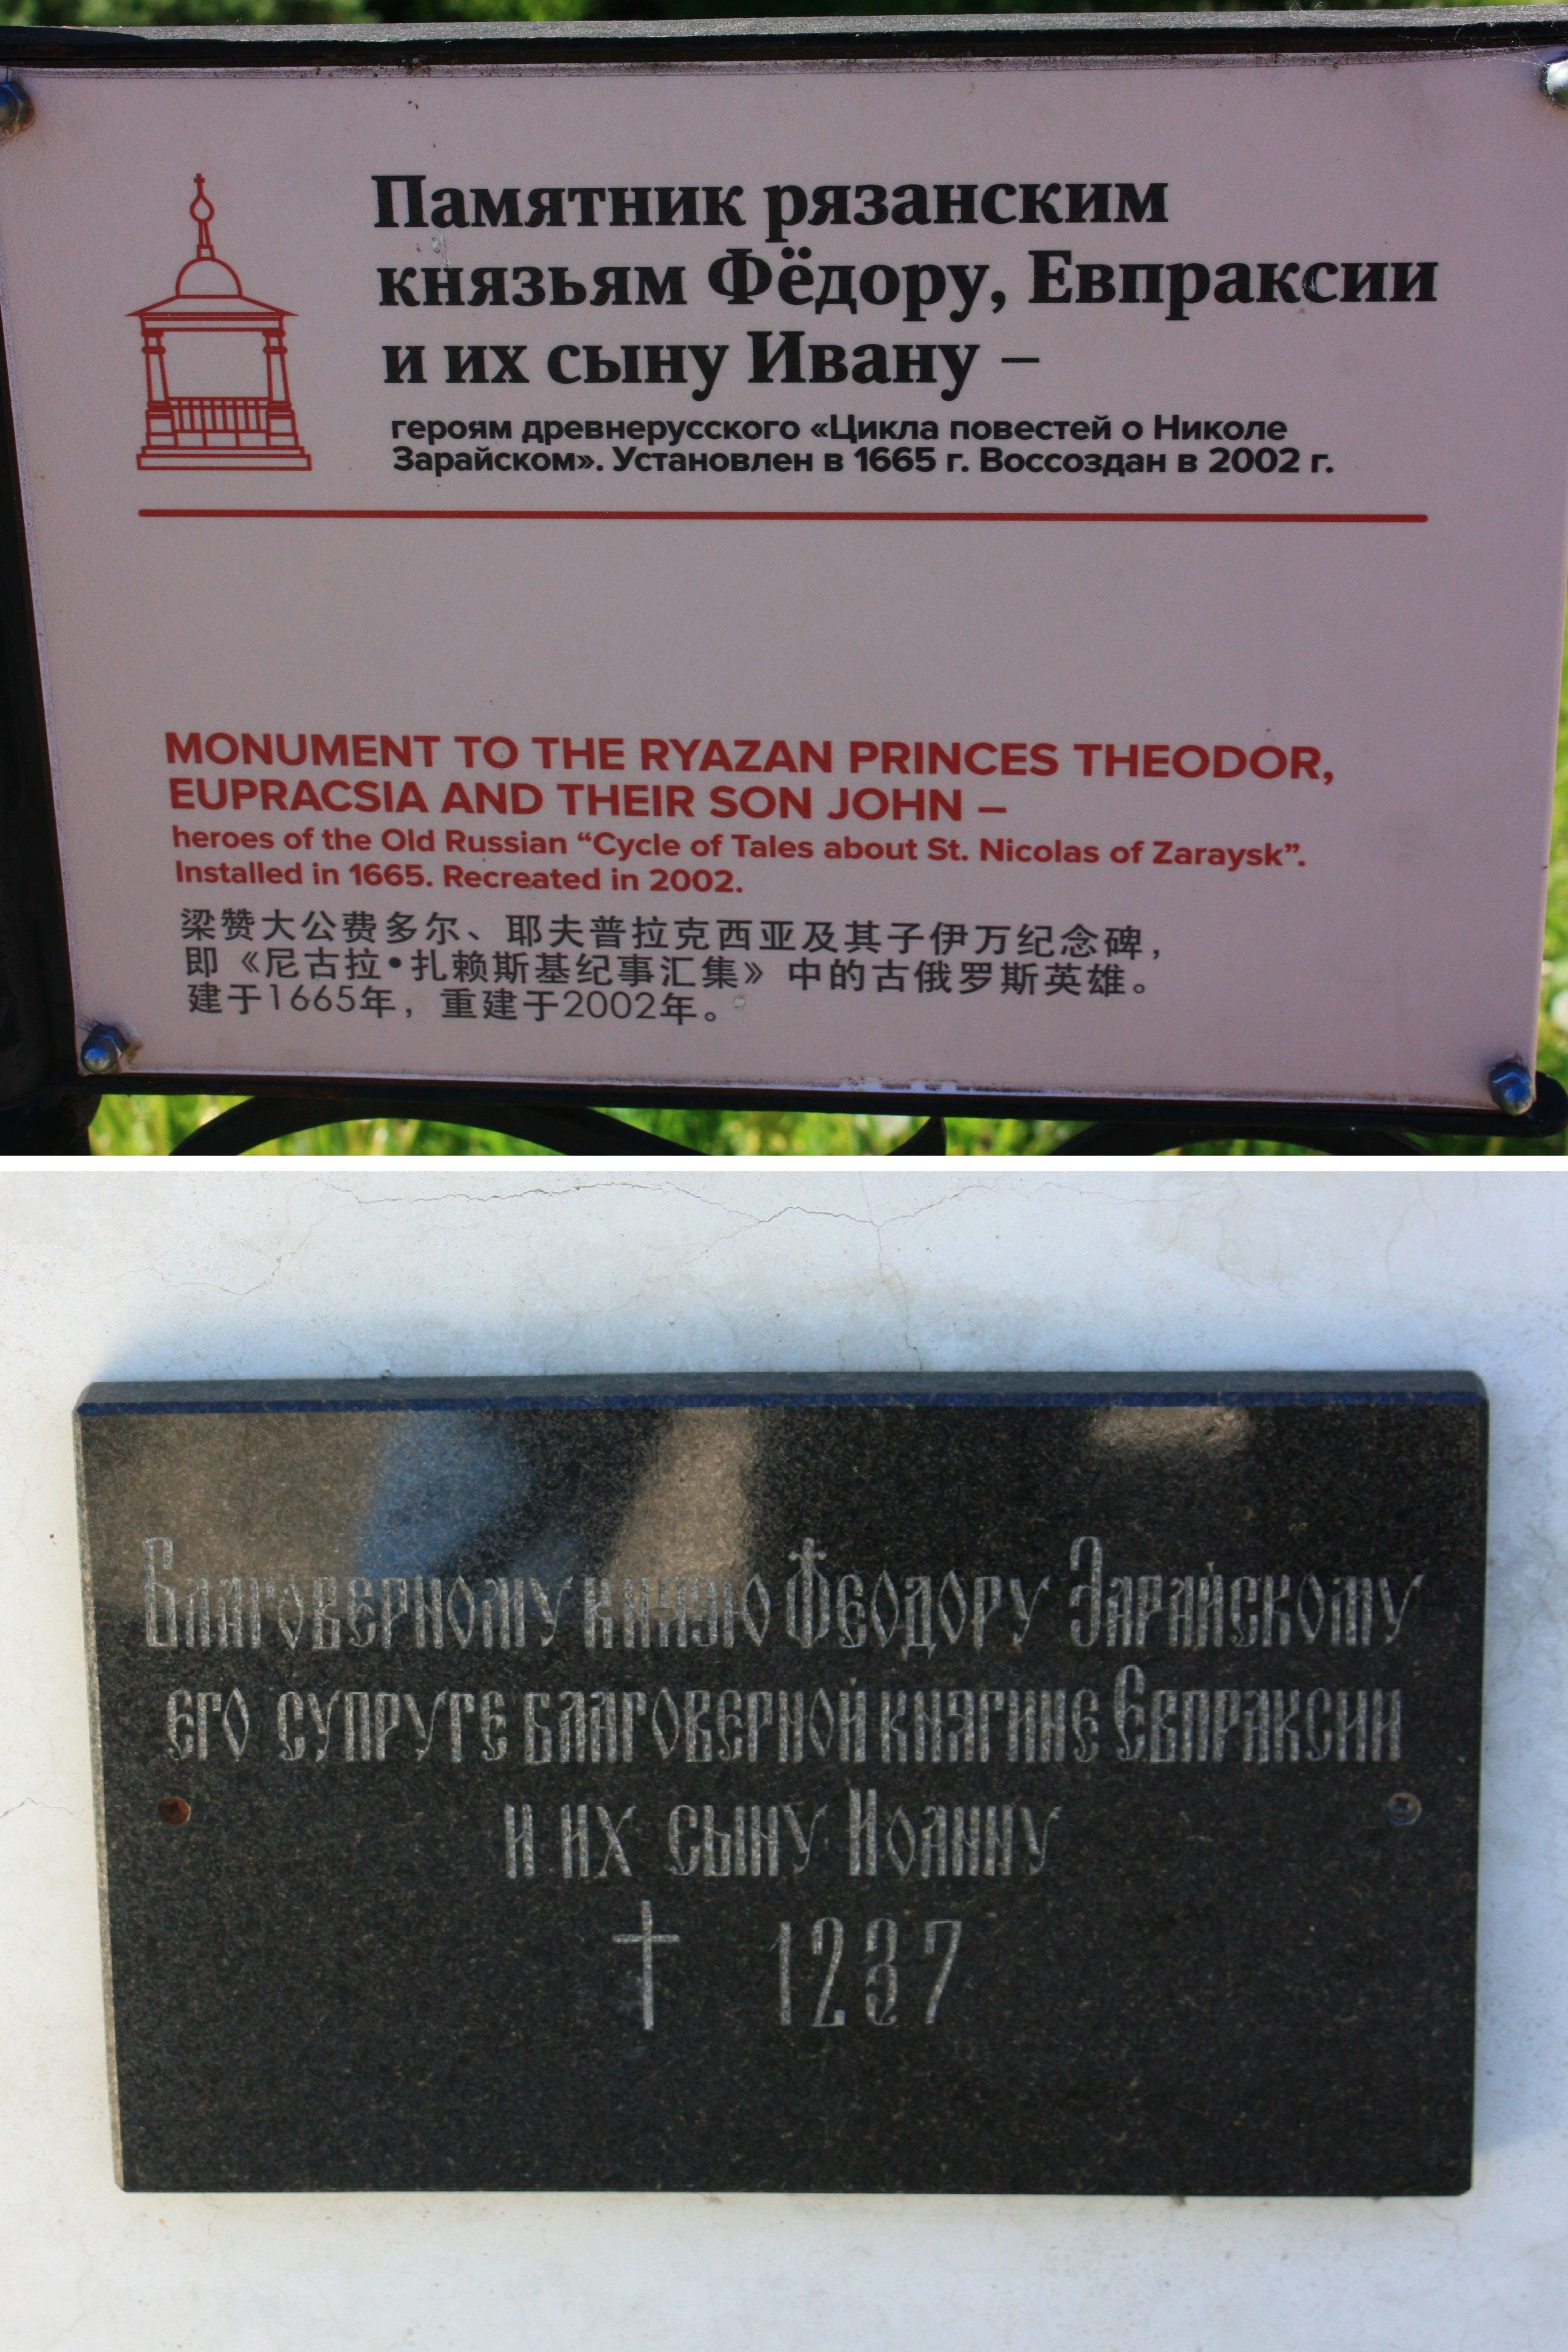 Памятник рязанским
князьям Фёдору, Евпраксии
и их сыну Ивану –
героям древнерусского «Цикла повестей о Николе
Зарайском». Установлен в 1665 г. Воссоздан в 2002 г.
MONUMENT TO THE RYAZAN PRINCES THEODOR,
EUPRACSIA AND THEIR SON JOHN –
heroes of the Old Russian “Cycle of Tales about St. Nicolas of Zaraysk”.
Installed in 1665. Recreated in 2002.
梁赞大公费多尔、耶夫普拉克西亚及其子伊万纪念碑，
即《尼古拉•扎赖斯基纪事汇集》中的古俄罗斯英雄。
建于1665年，重建于2002年。
Благоверному князю Феодору Зарайскому
его супруге благоверной княгине Евпраксии
и их сыну Иоанну
† 1237